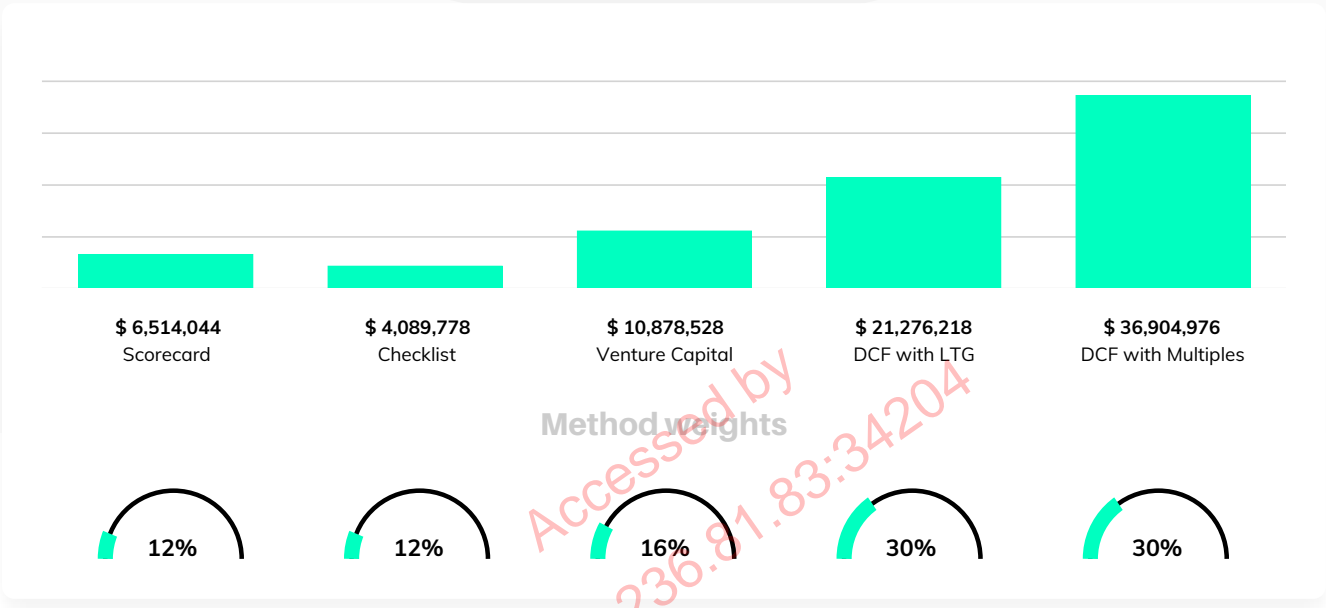 $ 6,514,044
Scorecard
$ 4,089,778
Checklist
$ 10,878,528
Venture Capital
$ 21,276,218
DCF with LTG
$ 36,904,976
DCF with Multiples
Method weights
Accessed by
236.81.83:34204
12%
12%
16%
30%
30%